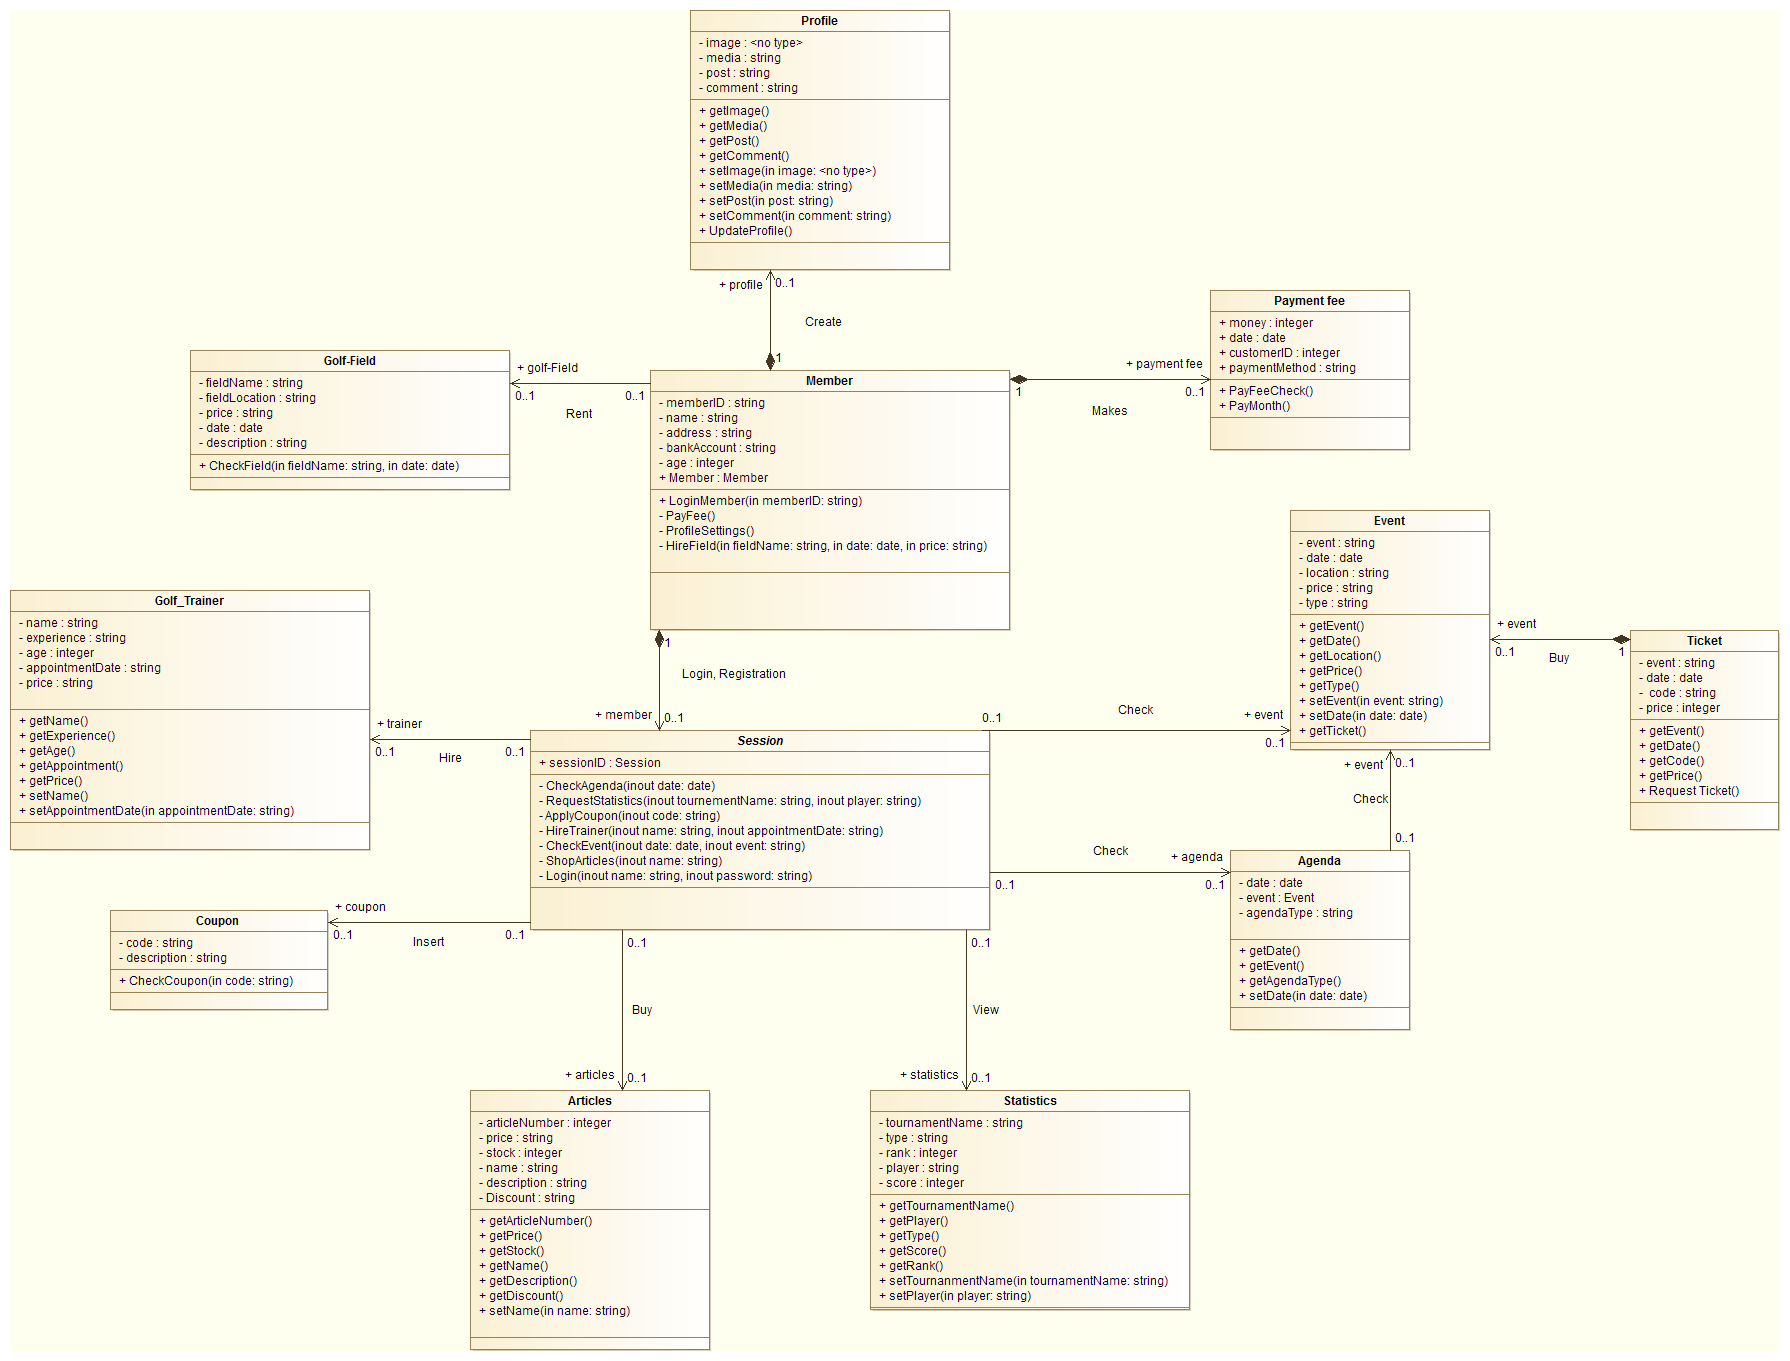 Profile
- image : <no type>
- media : string
- post : string
- comment : string
+ getImage()
+ getMedia()
+ getPost()
+ getComment()
+ setImage(in image: <no type>)
+ setMedia(in media: string)
+ setPost(in post: string)
+ setComment(in comment: string)
+ UpdateProfile()
+ profile
0..1
Create
1
Payment fee
+ money : integer
+ date : date
+ customerID : integer
+ paymentMethod : string
+ PayFeeCheck()
+ PayMonth()
+ payment fee
0..1
1
Makes
Golf-Field
- fieldName : string
- fieldLocation : string
- price : string
- date : date
- description : string
+ CheckField(in fieldName: string, in date: date)
+ golf-Field
0..1
0..1
Rent
Member
- memberID : string
- name : string
- address : string
- bankAccount : string
- age : integer
+ Member : Member
+ LoginMember(in memberID: string)
- PayFee()
- ProfileSettings()
- HireField(in fieldName: string, in date: date, in price: string)
1
Login, Registration
+ member
0..1
Event
- event : string
- date : date
- location : string
- price : string
- type : string
+ getEvent()
+ getDate()
+ getLocation()
+ getPrice()
+ getType()
+ setEvent(in event: string)
+ setDate(in date: date)
+ getTicket()
+ event
0..1
Buy
1
Ticket
- event : string
- date : date
- code : string
- price : integer
+ getEvent()
+ getDate()
+ getCode()
+ getPrice()
+ Request Ticket()
Golf_Trainer
- name : string
- experience : string
- age : integer
- appointmentDate : string
- price : string
+ getName()
+ getExperience()
+ getAge()
+ getAppointment()
+ getPrice()
+ setName()
+ setAppointmentDate(in appointmentDate: string)
+ trainer
0..1
0..1
Hire
Session
+ sessionID : Session
- CheckAgenda(inout date: date)
- RequestStatistics(inout tournementName: string, inout player: string)
- ApplyCoupon(inout code: string)
- HireTrainer(inout name: string, inout appointmentDate: string)
- CheckEvent(inout date: date, inout event: string)
- ShopArticles(inout name: string)
- Login(inout name: string, inout password: string)
0..1
Check
+ event
0..1
+ event
0..1
Check
0..1
Check
+ agenda
0..1
0..1
Agenda
- date : date
- event : Event
- agendaType : string
+ getDate()
+ getEvent()
+ getAgendaType()
+ setDate(in date: date)
Coupon
- code : string
- description : string
+ CheckCoupon(in code: string)
+ coupon
0..1
0..1
Insert
0..1
Buy
+ articles
0..1
0..1
View
+ statistics
0..1
Articles
- articleNumber : integer
- price : string
- stock : integer
- name : string
- description : string
- Discount : string
+ getArticleNumber()
+ getPrice()
+ getStock()
+ getName()
+ getDescription()
+ getDiscount()
+ setName(in name: string)
Statistics
- tournamentName : string
- type : string
- rank : integer
- player : string
- score : integer
+ getTournamentName()
+ getPlayer()
+ getType()
+ getScore()
+ getRank()
+ setTournanmentName(in tournamentName: string)
+ setPlayer(in player: string)